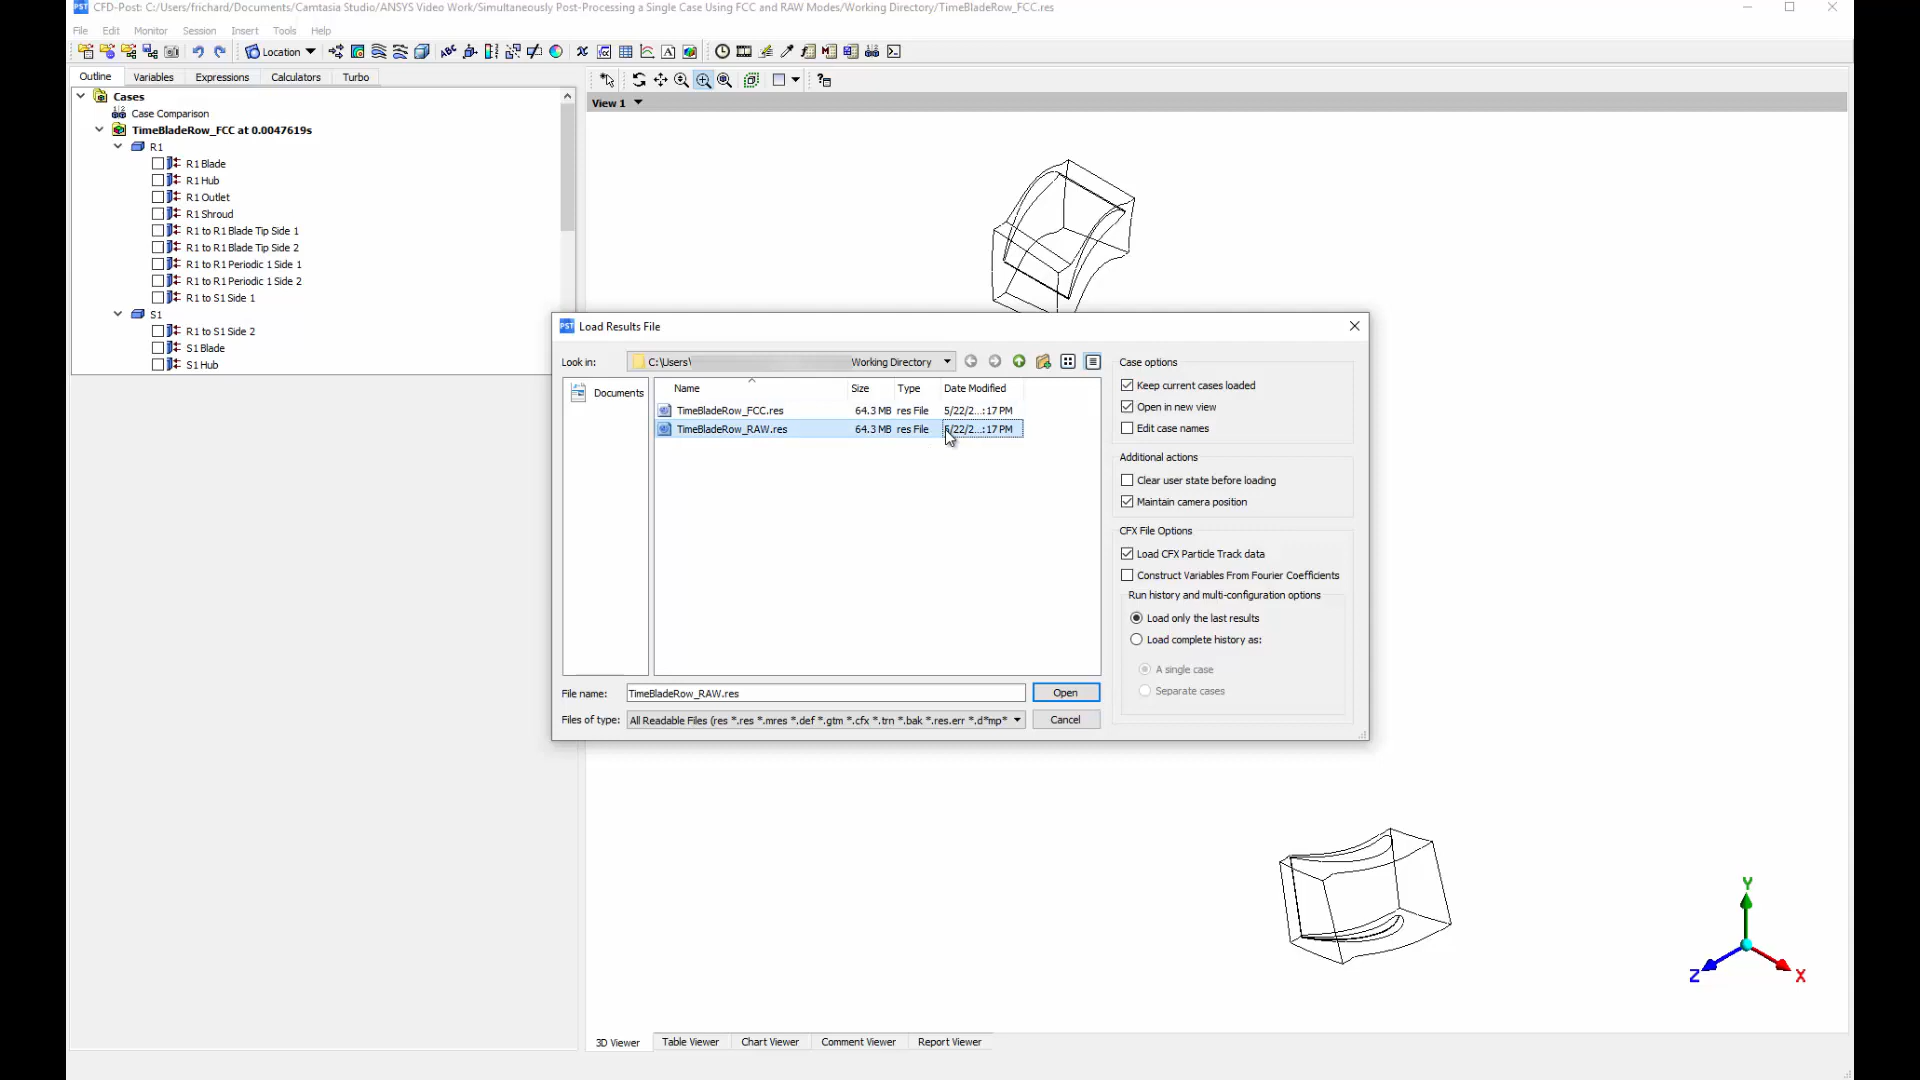 CFD-Post: C:/Users/frichard/Documents/Camtasia Studio/ANSYS Video Work/Simultaneously Post-Processing a Single Case Using FCC and RAW Modes/Working Directory/TimeBladeRow_FCC.res
File Edit Monitor Session Insert Tools Help
Location
Outline Variables Expressions Calculators Turbo
Cases
Case Comparison
TimeBladeRow_FCC at 0.0047619s
R1
R1 Blade
R1 Hub
R1 Outlet
R1 Shroud
R1 to R1 Blade Tip Side 1
R1 to R1 Blade Tip Side 2
R1 to R1 Periodic 1 Side 1
R1 to R1 Periodic 1 Side 2
R1 to S1 Side 1
S1
R1 to S1 Side 2
S1 Blade
S1 Hub
View 1
Load Results File
Look in: C:\Users\ Working Directory
Documents
Name Size Type Date Modified
TimeBladeRow_FCC.res 64.3 MB res File 5/22/2...:17 PM
TimeBladeRow_RAW.res 64.3 MB res File 5/22/2...:17 PM
File name: TimeBladeRow_RAW.res
Open
Files of type: All Readable Files (res *.res *.mres *.def *.gtm *.cfx *.trn *.bak *.res.err *.d*mp*
Cancel
Case options
Keep current cases loaded
Open in new view
Edit case names
Additional actions
Clear user state before loading
Maintain camera position
CFX File Options
Load CFX Particle Track data
Construct Variables From Fourier Coefficients
Run history and multi-configuration options
Load only the last results
Load complete history as:
A single case
Separate cases
Y
Z
X
3D Viewer Table Viewer Chart Viewer Comment Viewer Report Viewer